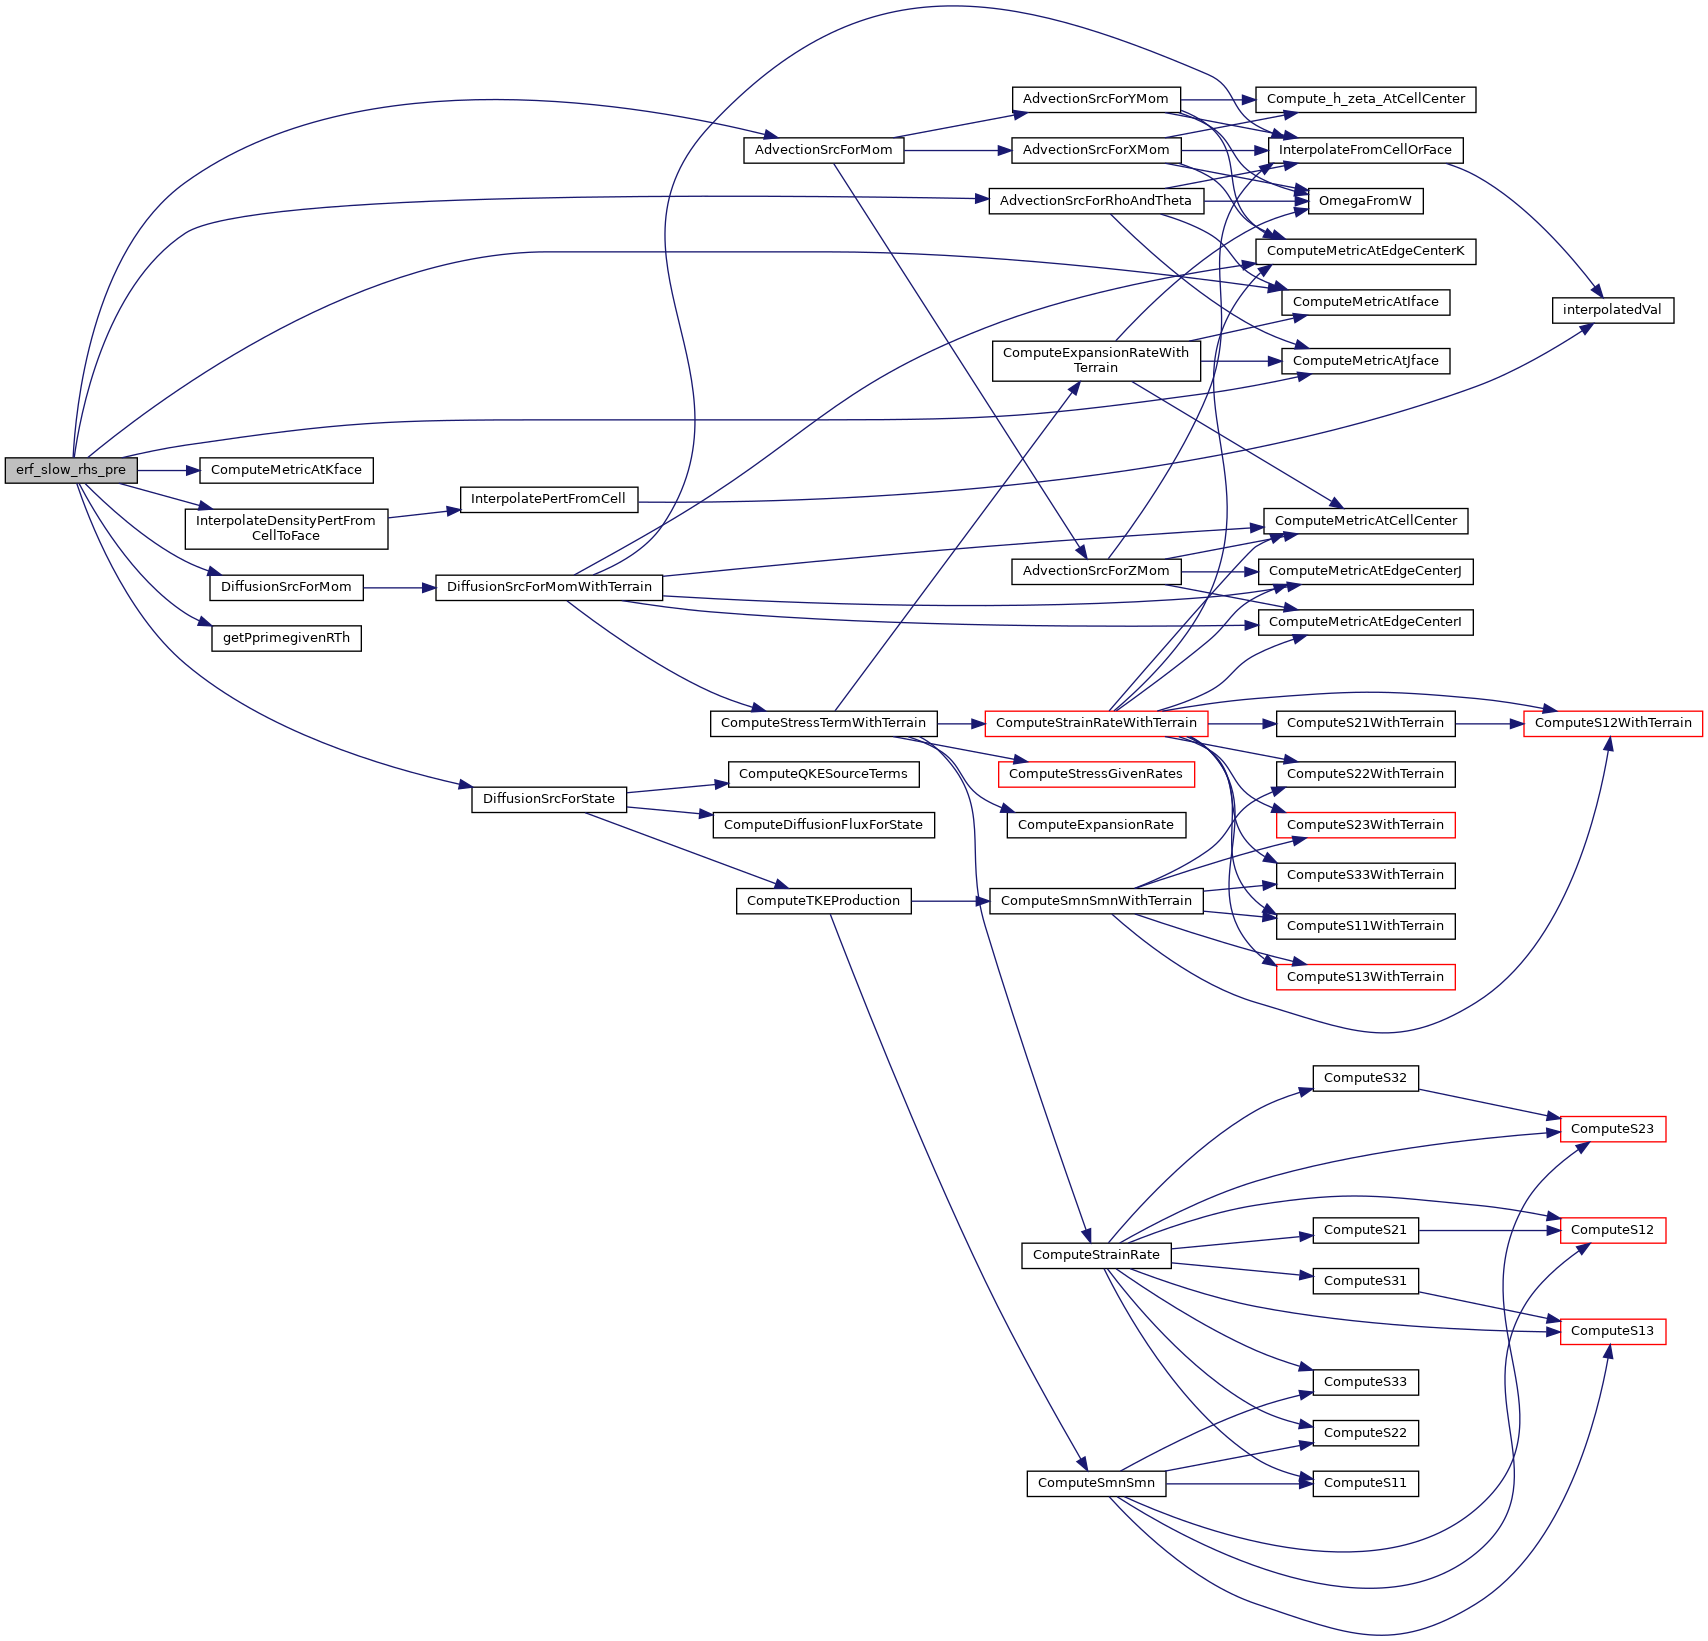 erf_slow_rhs_pre
ComputeMetricAtKface
InterpolateDensityPertFrom
CellToFace
InterpolatePertFromCell
DiffusionSrcForMom
getPprimegivenRTh
DiffusionSrcForMomWithTerrain
DiffusionSrcForState
AdvectionSrcForMom
ComputeStressTermWithTerrain
ComputeQKESourceTerms
ComputeDiffusionFluxForState
ComputeTKEProduction
AdvectionSrcForYMom
AdvectionSrcForXMom
AdvectionSrcForRhoAndTheta
ComputeExpansionRateWith
Terrain
AdvectionSrcForZMom
ComputeStrainRateWithTerrain
ComputeStressGivenRates
ComputeExpansionRate
ComputeSmnSmnWithTerrain
ComputeStrainRate
ComputeSmnSmn
Compute_h_zeta_AtCellCenter
InterpolateFromCellOrFace
OmegaFromW
ComputeMetricAtEdgeCenterK
ComputeMetricAtIface
ComputeMetricAtJface
ComputeMetricAtCellCenter
ComputeMetricAtEdgeCenterJ
ComputeMetricAtEdgeCenterI
ComputeS21WithTerrain
ComputeS22WithTerrain
ComputeS23WithTerrain
ComputeS33WithTerrain
ComputeS11WithTerrain
ComputeS13WithTerrain
ComputeS32
ComputeS21
ComputeS31
ComputeS33
ComputeS22
ComputeS11
interpolatedVal
ComputeS12WithTerrain
ComputeS23
ComputeS12
ComputeS13